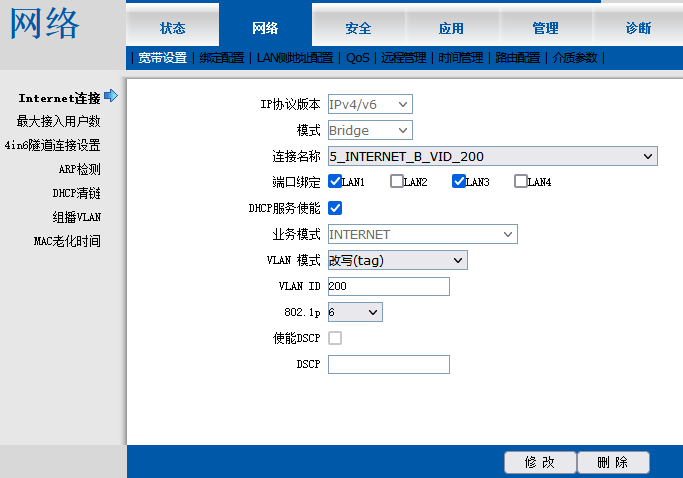 网络
状态 网络 安全 应用 管理 诊断
| 宽带设置 | 绑定配置 | LAN侧地址配置 | QoS | 远程管理 | 时间管理 | 路由配置 | 介质参数 |
Internet连接
最大接入用户数
4in6隧道连接设置
ARP检测
DHCP清链
组播VLAN
MAC老化时间
IP协议版本 IPv4/v6
模式 Bridge
连接名称 5_INTERNET_B_VID_200
端口绑定 LAN1 LAN2 LAN3 LAN4
DHCP服务使能
业务模式 INTERNET
VLAN 模式 改写(tag)
VLAN ID 200
802.1p 6
使能DSCP
DSCP
修 改 删 除